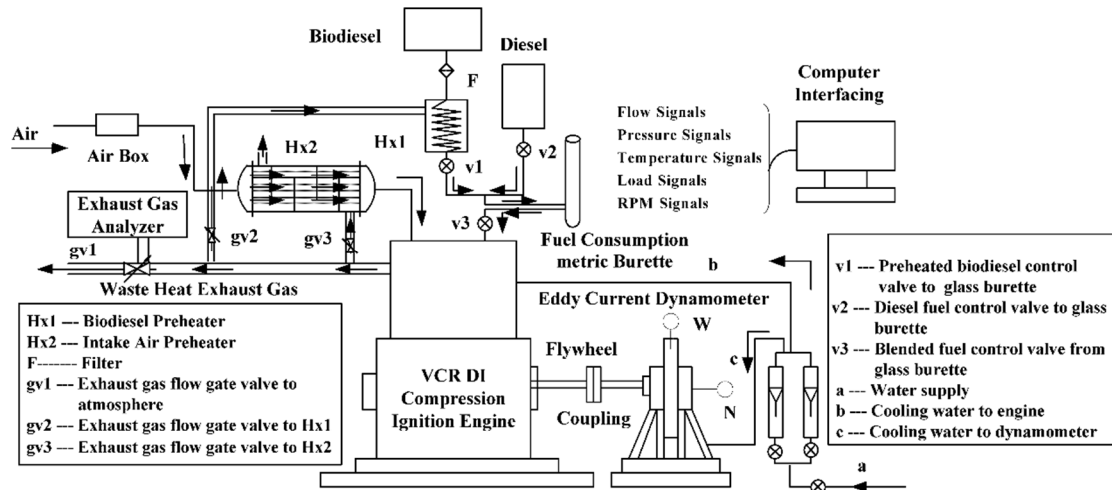 Biodiesel
Diesel
F
Computer
Interfacing
Flow Signals
Pressure Signals
Temperature Signals
Load Signals
RPM Signals
Air
Air Box
Hx2
Hx1
v1
v2
Exhaust Gas
Analyzer
gv1
gv2
gv3
v3
Fuel Consumption
metric Burette
Waste Heat Exhaust Gas
b
Eddy Current Dynamometer
W
c
Flywheel
Coupling
N
VCR DI
Compression
Ignition Engine
a
Hx1 --- Biodiesel Preheater
Hx2 --- Intake Air Preheater
F------- Filter
gv1 --- Exhaust gas flow gate valve to
atmosphere
gv2 --- Exhaust gas flow gate valve to Hx1
gv3 --- Exhaust gas flow gate valve to Hx2
v1 --- Preheated biodiesel control
valve to glass burette
v2 --- Diesel fuel control valve to glass
burette
v3 --- Blended fuel control valve from
glass burette
a --- Water supply
b --- Cooling water to engine
c --- Cooling water to dynamometer